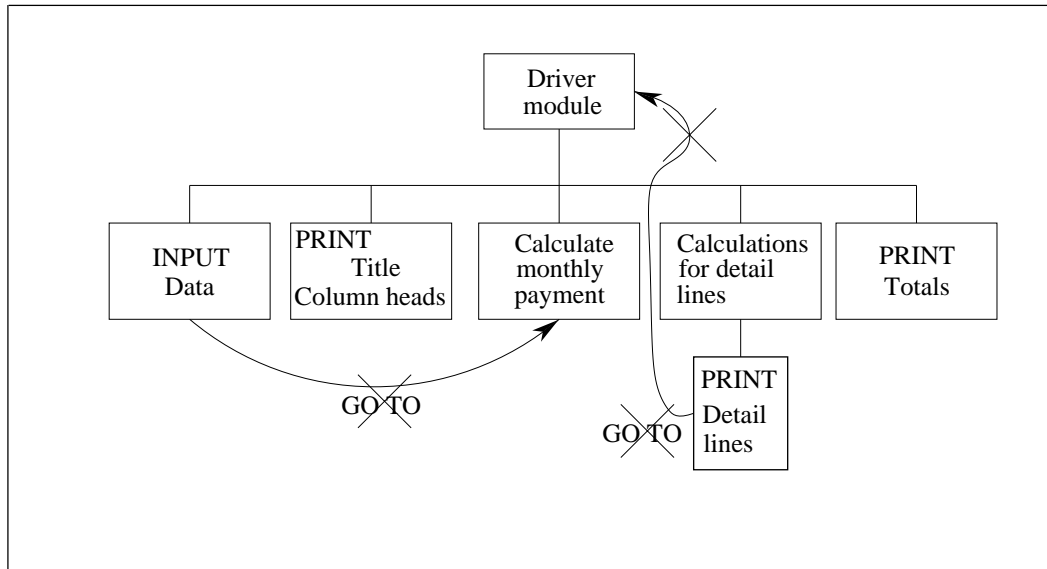 Driver
module
INPUT
Data
PRINT
Title
Column heads
Calculate
monthly
payment
Calculations
for detail
lines
PRINT
Totals
GO TO
PRINT
Detail
lines
GO TO